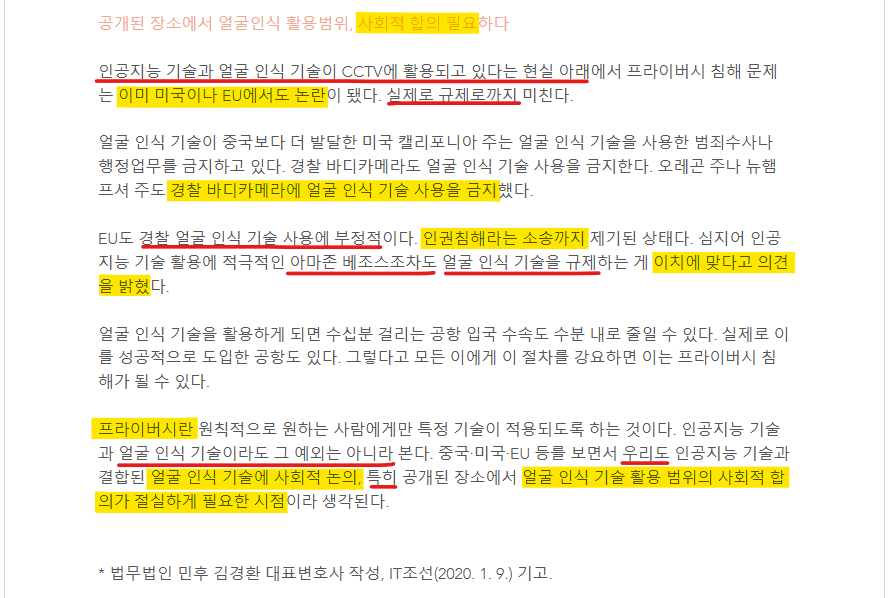 공개된 장소에서 얼굴인식 활용범위, 사회적 합의 필요하다
인공지능 기술과 얼굴 인식 기술이 CCTV에 활용되고 있다는 현실 아래에서 프라이버시 침해 문제
는 이미 미국이나 EU에서도 논란이 됐다. 실제로 규제로까지 미친다.
얼굴 인식 기술이 중국보다 더 발달한 미국 캘리포니아 주는 얼굴 인식 기술을 사용한 범죄수사나
행정업무를 금지하고 있다. 경찰 바디카메라도 얼굴 인식 기술 사용을 금지한다. 오레곤 주나 뉴햄
프셔 주도 경찰 바디카메라에 얼굴 인식 기술 사용을 금지했다.
EU도 경찰 얼굴 인식 기술 사용에 부정적이다. 인권침해라는 소송까지 제기된 상태다. 심지어 인공
지능 기술 활용에 적극적인 아마존 베조스조차도 얼굴 인식 기술을 규제하는 게 이치에 맞다고 의견
을 밝혔다.
얼굴 인식 기술을 활용하게 되면 수십분 걸리는 공항 입국 수속도 수분 내로 줄일 수 있다. 실제로 이
를 성공적으로 도입한 공항도 있다. 그렇다고 모든 이에게 이 절차를 강요하면 이는 프라이버시 침
해가 될 수 있다.
프라이버시란 원칙적으로 원하는 사람에게만 특정 기술이 적용되도록 하는 것이다. 인공지능 기술
과 얼굴 인식 기술이라도 그 예외는 아니라 본다. 중국·미국·EU 등를 보면서 우리도 인공지능 기술과
결합된 얼굴 인식 기술에 사회적 논의, 특히 공개된 장소에서 얼굴 인식 기술 활용 범위의 사회적 합
의가 절실하게 필요한 시점이라 생각된다.
* 법무법인 민후 김경환 대표변호사 작성, IT조선(2020. 1. 9.) 기고.